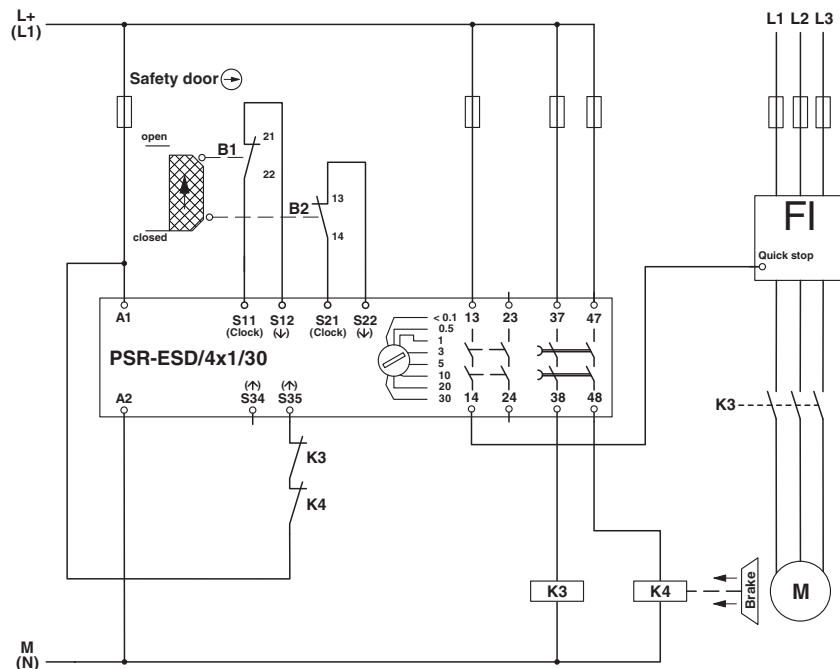 L+
(L1)
L1 L2 L3
Safety door
open
B1
21
22
B2
13
14
closed
FI
Quick stop
A1
S11
(Clock)
S12
(↓)
S21
(Clock)
S22
(↓)
< 0.1
0.5
1
3
5
10
20
30
13 23 37 47
PSR-ESD/4x1/30
A2
(↑)
S34
(↑)
S35
14 24 38 48
K3
K3
K4
K3
K4
Brake
M
M
(N)